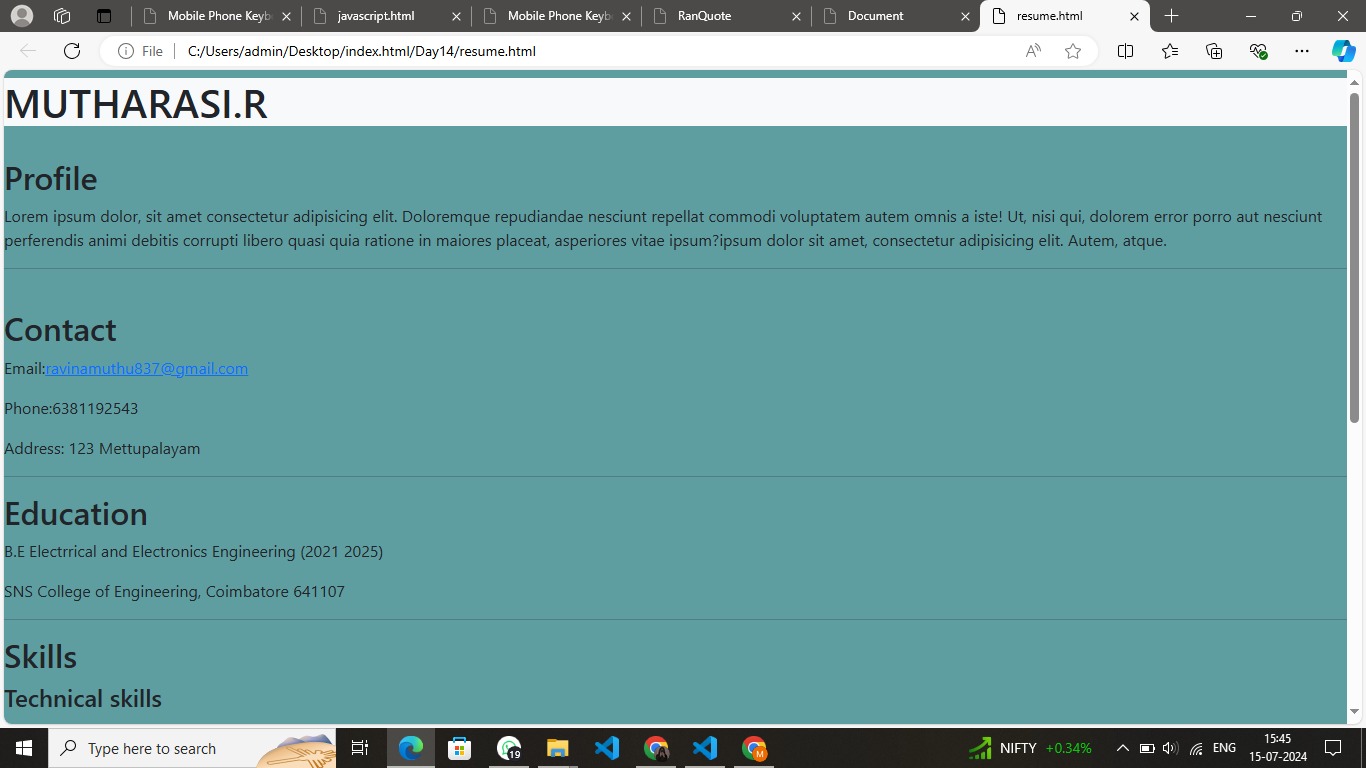 Mobile Phone Keyb
javascript.html
Mobile Phone Keyb
RanQuote
Document
resume.html
File
C:/Users/admin/Desktop/index.html/Day14/resume.html
MUTHARASI.R
Profile
Lorem ipsum dolor, sit amet consectetur adipisicing elit. Doloremque repudiandae nesciunt repellat commodi voluptatem autem omnis a iste! Ut, nisi qui, dolorem error porro aut nesciunt
perferendis animi debitis corrupti libero quasi quia ratione in maiores placeat, asperiores vitae ipsum?ipsum dolor sit amet, consectetur adipisicing elit. Autem, atque.
Contact
Email:ravinamuthu837@gmail.com
Phone:6381192543
Address: 123 Mettupalayam
Education
B.E Electrrical and Electronics Engineering (2021 2025)
SNS College of Engineering, Coimbatore 641107
Skills
Technical skills
Type here to search
19
M
NIFTY +0.34%
ENG
15:45
15-07-2024